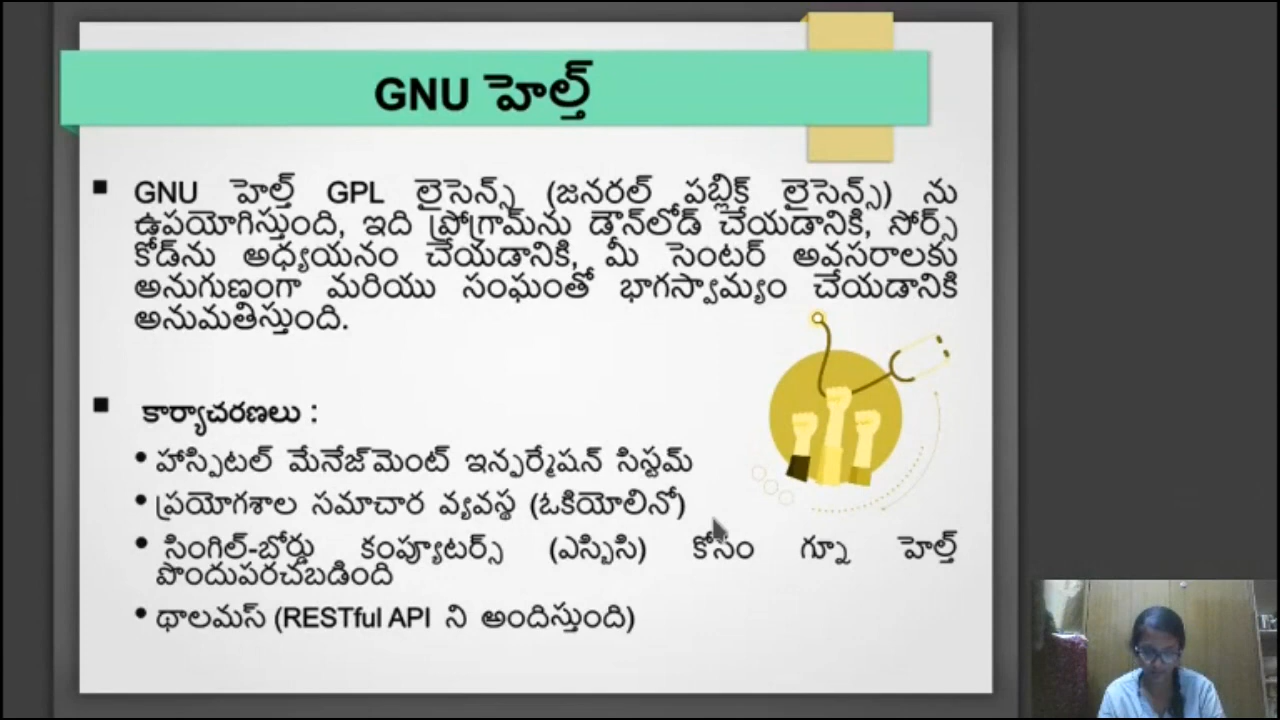 GNU హెల్త్
GNU హెల్త్ GPL లైసెన్స్ (జనరల్ పబ్లిక్ లైసెన్స్) ను
ఉపయోగిస్తుంది, ఇది ప్రోగ్రామ్‌ను డౌన్‌లోడ్ చేయడానికి, సోర్స్
కోడ్‌ను అధ్యయనం చేయడానికి, మీ సెంటర్ అవసరాలకు
అనుగుణంగా మరియు సంఘంతో భాగస్వామ్యం చేయడానికి
అనుమతిస్తుంది.
కార్యాచరణలు :
హాస్పిటల్ మేనేజ్‌మెంట్ ఇన్ఫర్మేషన్ సిస్టమ్
ప్రయోగశాల సమాచార వ్యవస్థ (ఓకియోలినో)
సింగిల్-బోర్డు కంప్యూటర్స్ (ఎస్బిసి) కోసం గ్నూ హెల్త్
పొందుపరచబడింది
థాలమస్ (RESTful API ని అందిస్తుంది)